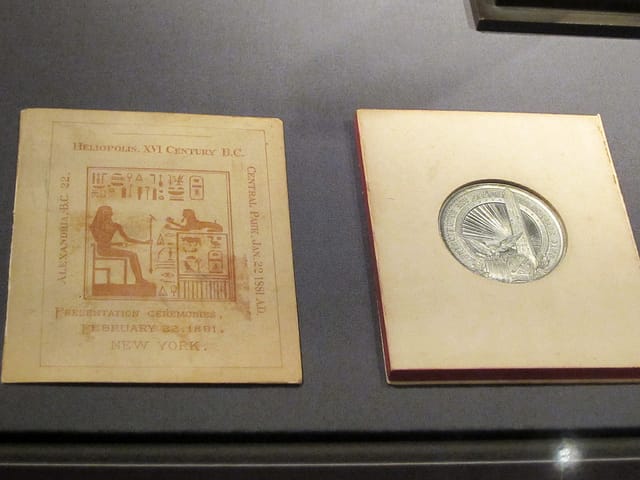 HELIOPOLIS. XVI CENTURY B.C.
ALEXANDRIA, B.C. 22.
CENTRAL PARK, JAN. 22 1881 A.D.
PRESENTATION CEREMONIES,
FEBRUARY 22, 1881.
NEW YORK.